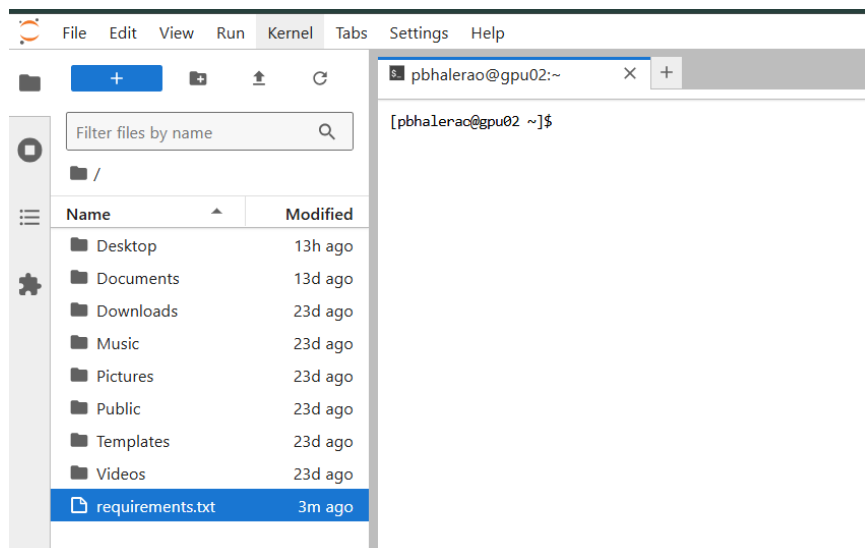 File Edit View Run Kernel Tabs Settings Help
pbhalerao@gpu02:~
Filter files by name
/
Name Modified
Desktop 13h ago
Documents 13d ago
Downloads 23d ago
Music 23d ago
Pictures 23d ago
Public 23d ago
Templates 23d ago
Videos 23d ago
requirements.txt 3m ago
[pbhalerao@gpu02 ~]$